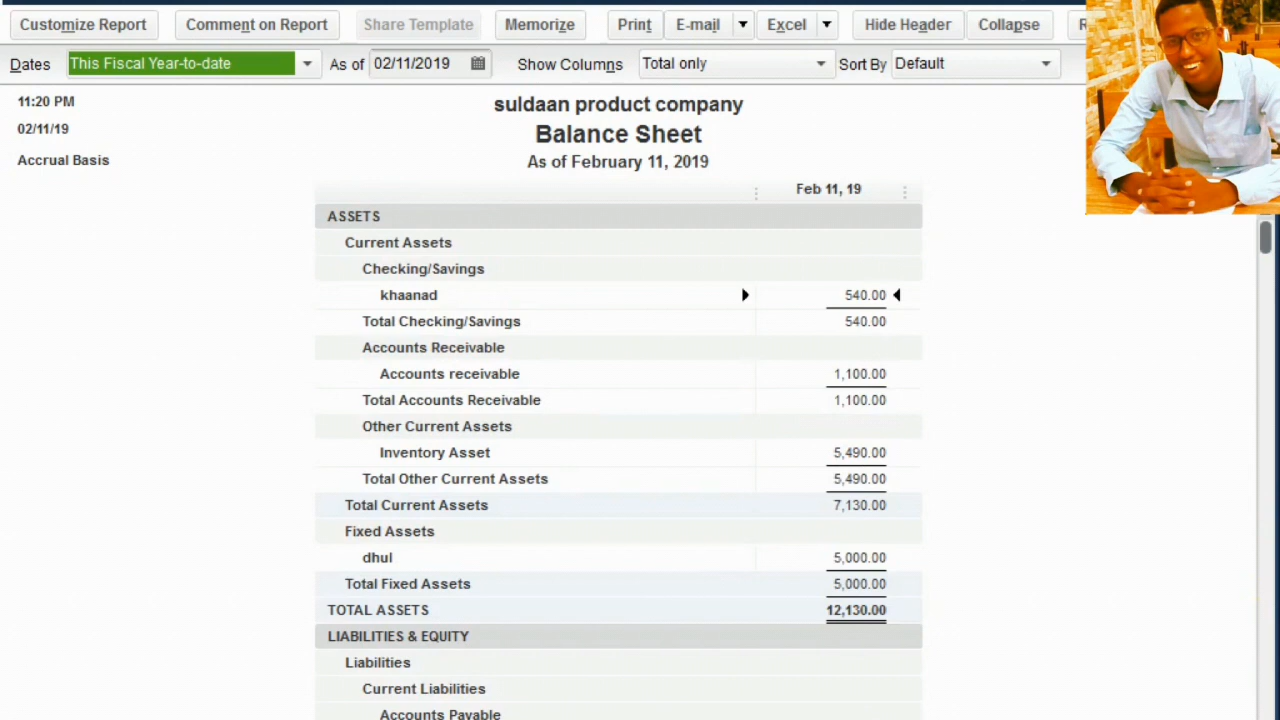 Customize Report Comment on Report Share Template Memorize Print E-mail Excel Hide Header Collapse R
Dates This Fiscal Year-to-date As of 02/11/2019 Show Columns Total only Sort By Default
11:20 PM
02/11/19
Accrual Basis
suldaan product company
Balance Sheet
As of February 11, 2019
Feb 11, 19
ASSETS
Current Assets
Checking/Savings
khaanad 540.00
Total Checking/Savings 540.00
Accounts Receivable
Accounts receivable 1,100.00
Total Accounts Receivable 1,100.00
Other Current Assets
Inventory Asset 5,490.00
Total Other Current Assets 5,490.00
Total Current Assets 7,130.00
Fixed Assets
dhul 5,000.00
Total Fixed Assets 5,000.00
TOTAL ASSETS 12,130.00
LIABILITIES & EQUITY
Liabilities
Current Liabilities
Accounts Payable